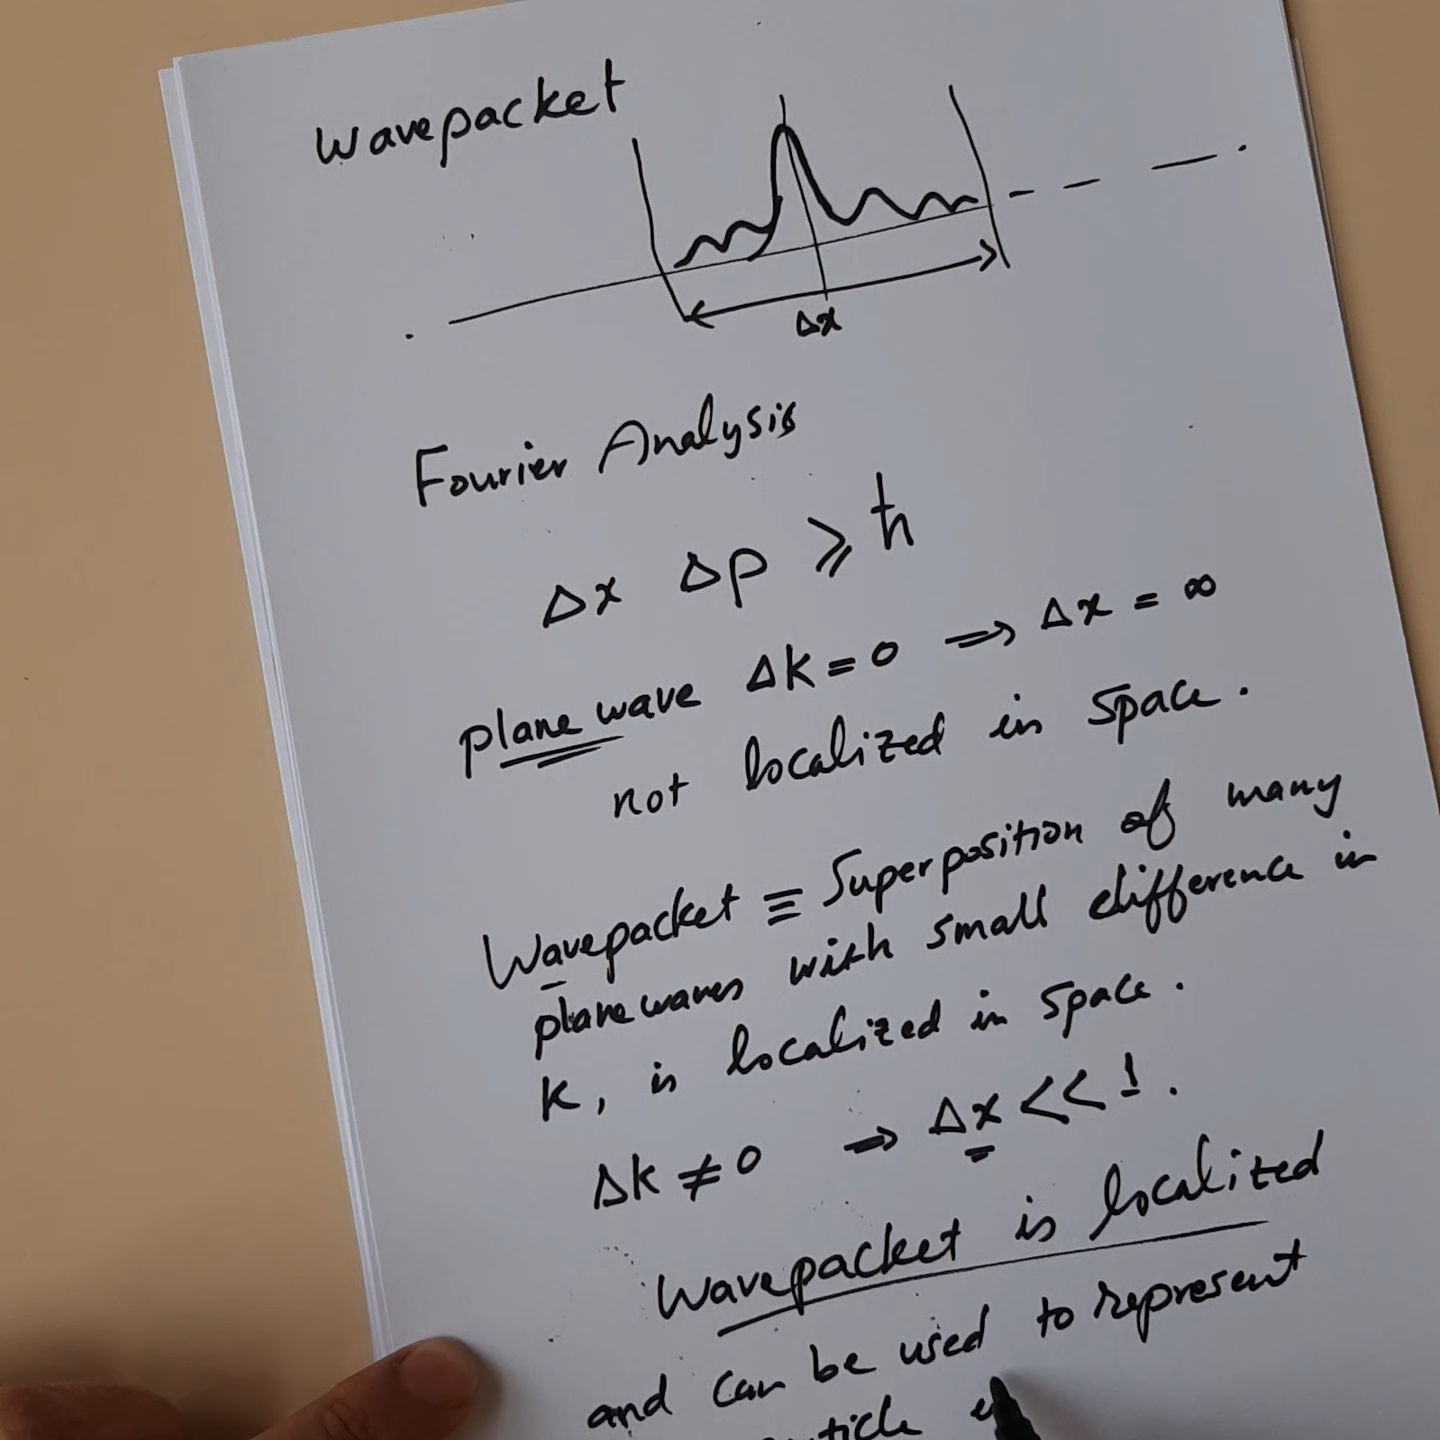 Wavepacket
Δx
Fourier Analysis
Δx Δp ⩾ ħ
plane wave Δk = 0 ⇒ Δx = ∞
not localized in space.
Wavepacket ≡ Superposition of many
plane waves with small difference in
k, is localized in space.
Δk ≠ 0 ⇒ Δx << 1.
Wavepacket is localized
and can be used to represent